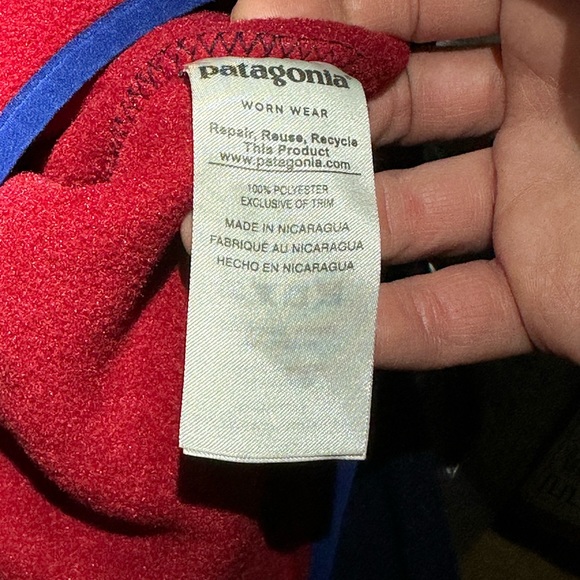 patagonia
WORN WEAR
Repair, Reuse, Recycle
This Product
www.patagonia.com
100% POLYESTER
EXCLUSIVE OF TRIM
MADE IN NICARAGUA
FABRIQUÉ AU NICARAGUA
HECHO EN NICARAGUA